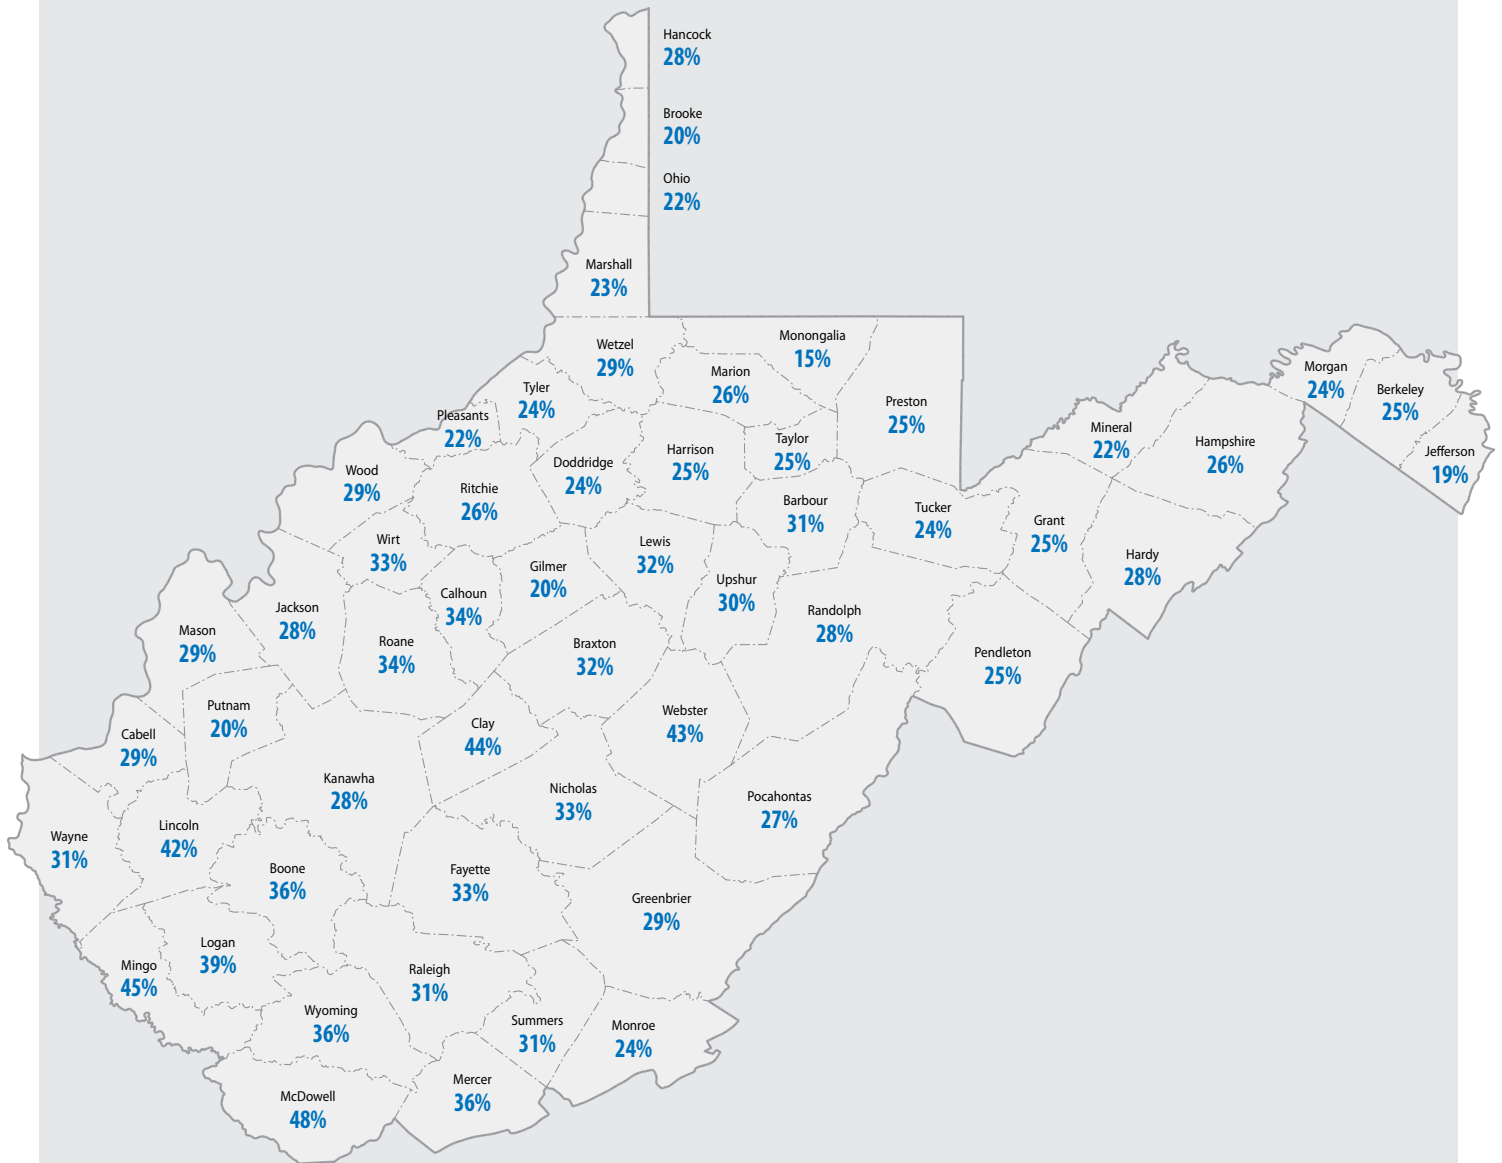 Hancock
28%
Brooke
20%
Ohio
22%
Marshall
23%
Wetzel
29%
Monongalia
15%
Marion
26%
Tyler
24%
Pleasants
22%
Preston
25%
Morgan
24%
Berkeley
25%
Jefferson
19%
Mineral
22%
Hampshire
26%
Wood
29%
Ritchie
26%
Doddridge
24%
Harrison
25%
Taylor
25%
Barbour
31%
Tucker
24%
Grant
25%
Hardy
28%
Wirt
33%
Calhoun
34%
Gilmer
20%
Lewis
32%
Upshur
30%
Randolph
28%
Pendleton
25%
Jackson
28%
Mason
29%
Roane
34%
Braxton
32%
Putnam
20%
Cabell
29%
Clay
44%
Webster
43%
Kanawha
28%
Nicholas
33%
Pocahontas
27%
Wayne
31%
Lincoln
42%
Boone
36%
Fayette
33%
Greenbrier
29%
Logan
39%
Mingo
45%
Raleigh
31%
Wyoming
36%
Summers
31%
Monroe
24%
McDowell
48%
Mercer
36%